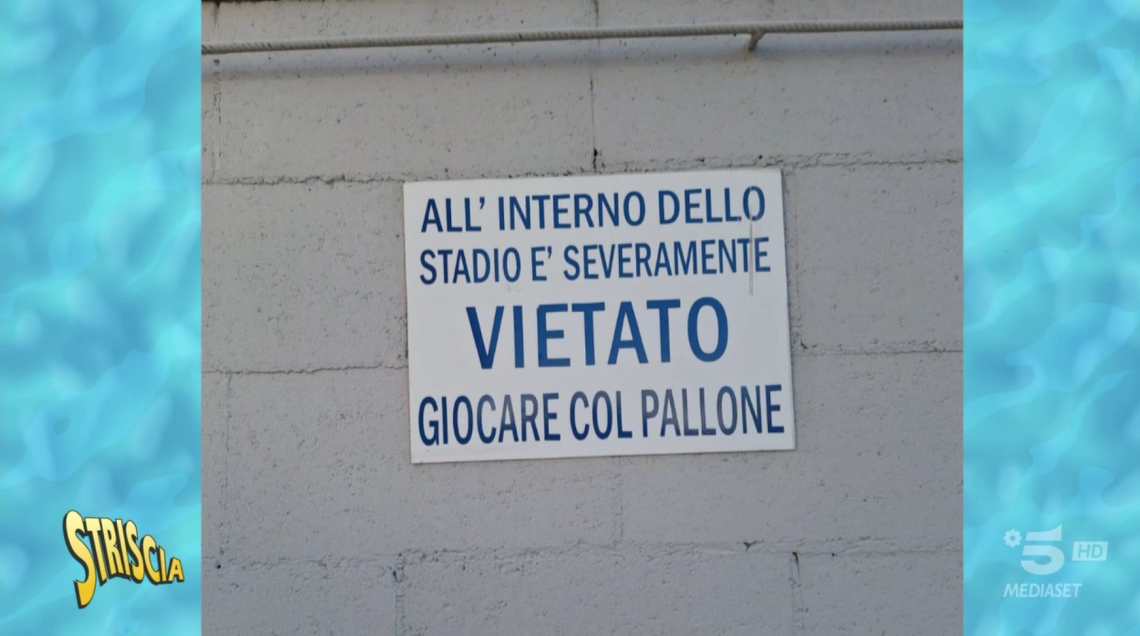 ALL' INTERNO DELLO
STADIO E' SEVERAMENTE
VIETATO
GIOCARE COL PALLONE
STRISCIA
5 HD
MEDIASET